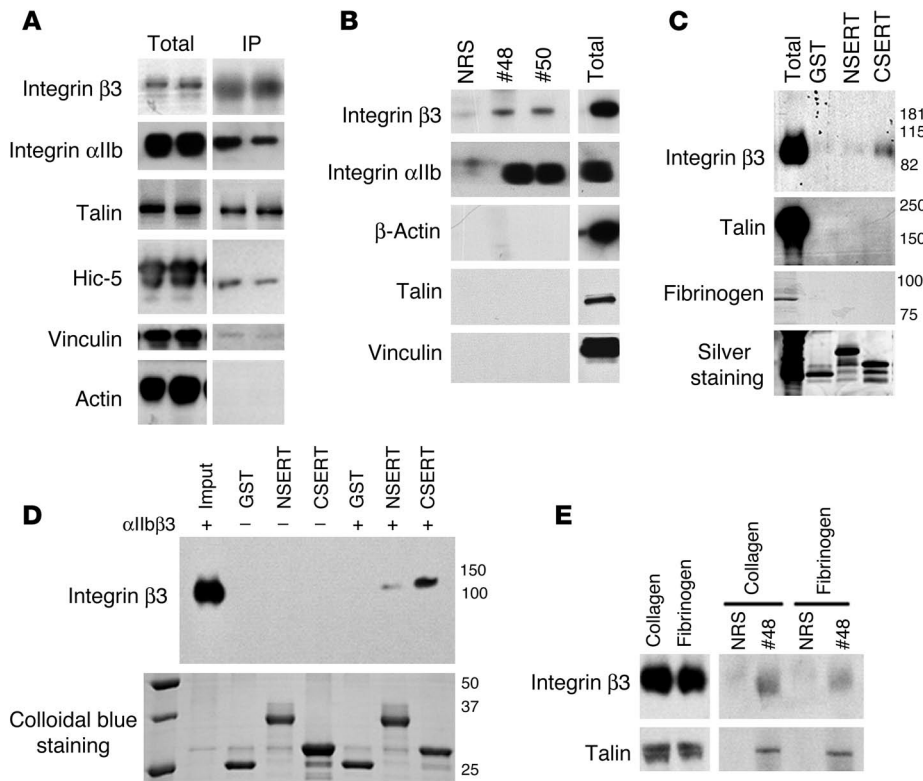 A
Total IP
Integrin β3
Integrin αIIb
Talin
Hic-5
Vinculin
Actin
B
NRS #48 #50 Total
Integrin β3
Integrin αIIb
β-Actin
Talin
Vinculin
C
Total GST NSERT CSERT
Integrin β3
181
115
82
Talin
250
150
Fibrinogen
100
75
Silver
staining
D
Imput GST NSERT CSERT GST NSERT CSERT
αIIbβ3 + – – – + + +
Integrin β3
150
100
Colloidal blue
staining
50
37
25
E
Collagen Fibrinogen
Collagen Fibrinogen
NRS #48 NRS #48
Integrin β3
Talin